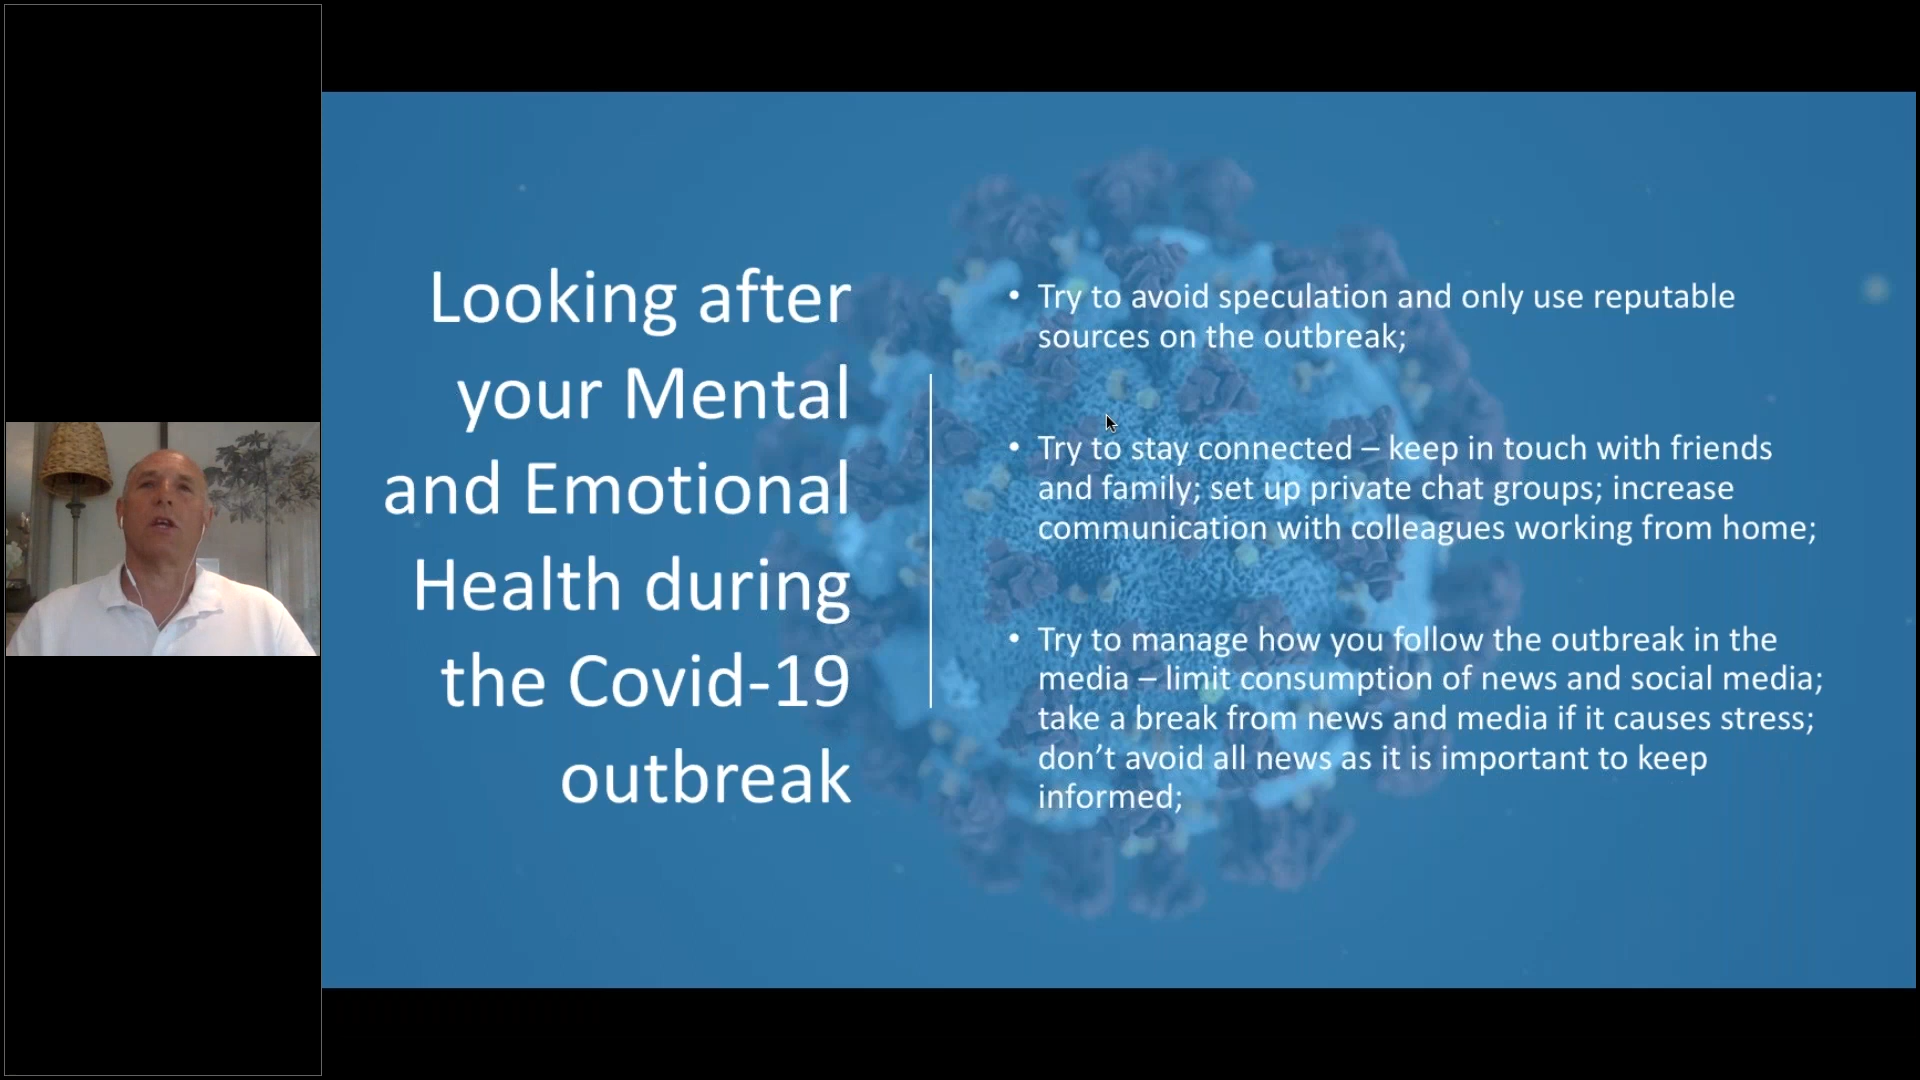 Looking after
your Mental
and Emotional
Health during
the Covid-19
outbreak
• Try to avoid speculation and only use reputable
sources on the outbreak;
• Try to stay connected – keep in touch with friends
and family; set up private chat groups; increase
communication with colleagues working from home;
• Try to manage how you follow the outbreak in the
media – limit consumption of news and social media;
take a break from news and media if it causes stress;
don’t avoid all news as it is important to keep
informed;